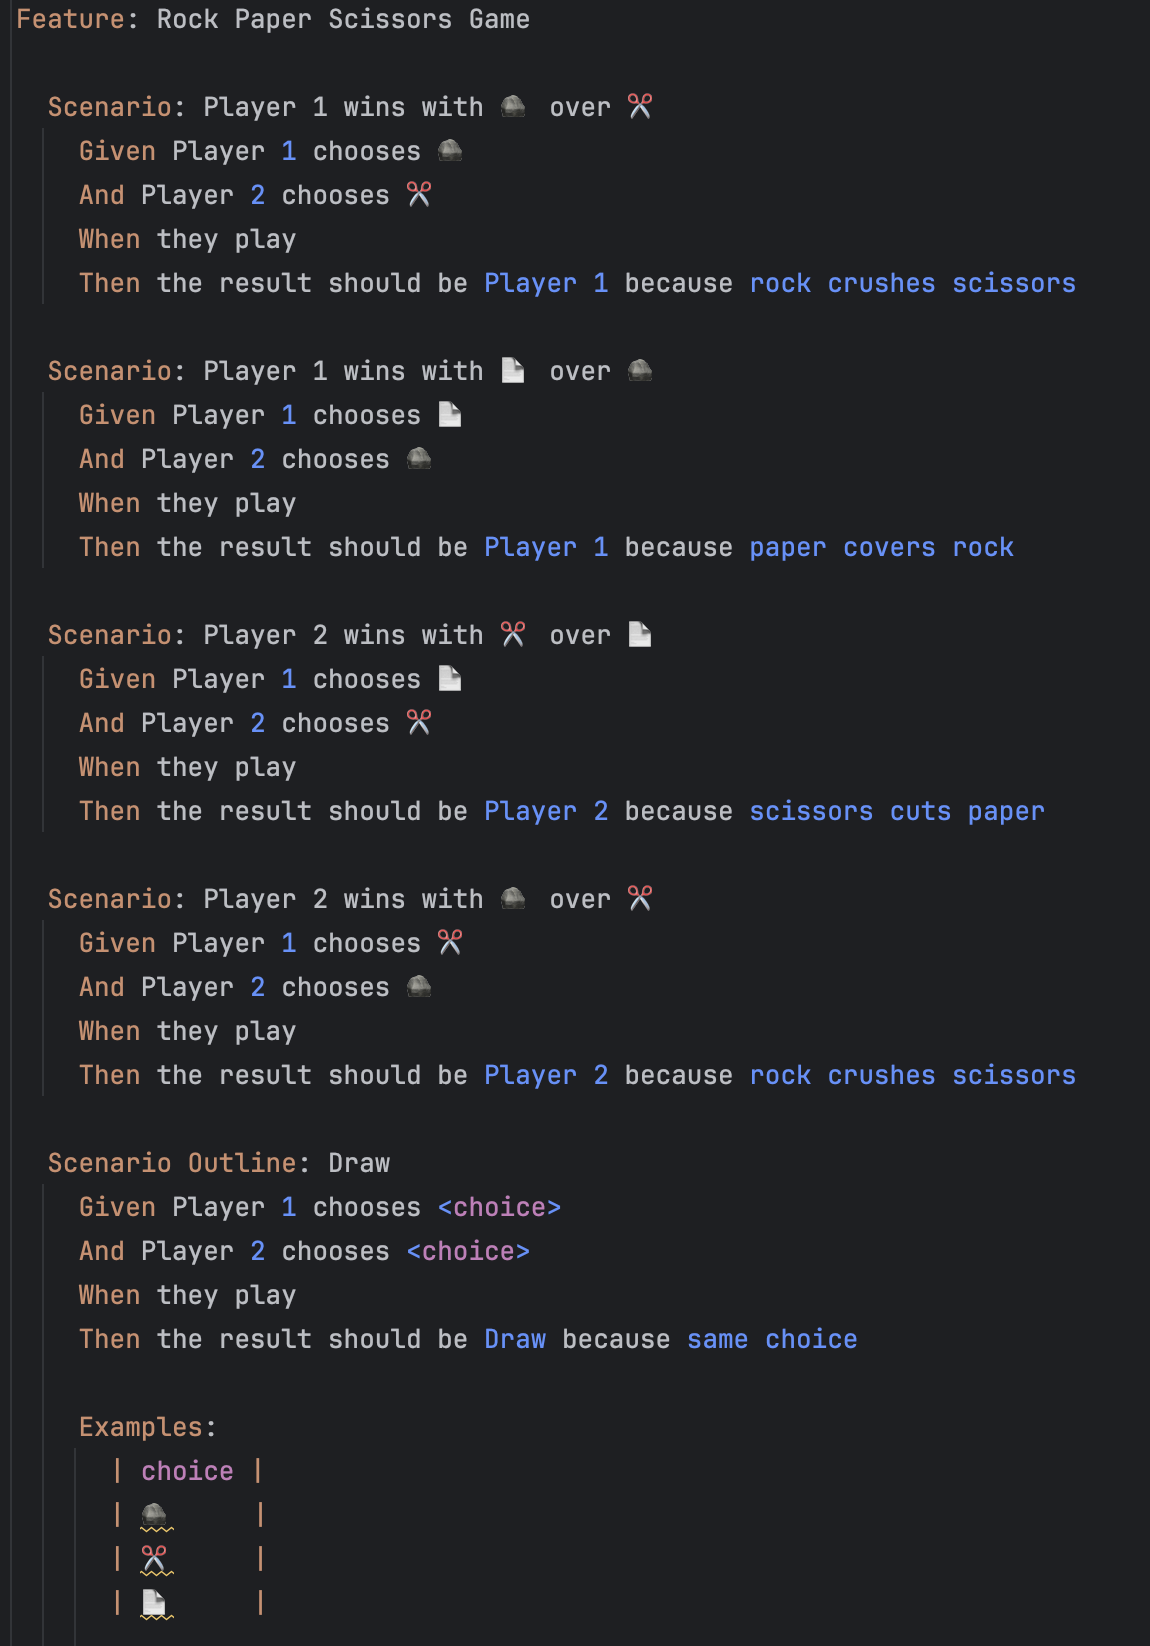 Feature: Rock Paper Scissors Game
Scenario: Player 1 wins with 🪨 over ✂️
Given Player 1 chooses 🪨
And Player 2 chooses ✂️
When they play
Then the result should be Player 1 because rock crushes scissors
Scenario: Player 1 wins with 📄 over 🪨
Given Player 1 chooses 📄
And Player 2 chooses 🪨
When they play
Then the result should be Player 1 because paper covers rock
Scenario: Player 2 wins with ✂️ over 📄
Given Player 1 chooses 📄
And Player 2 chooses ✂️
When they play
Then the result should be Player 2 because scissors cuts paper
Scenario: Player 2 wins with 🪨 over ✂️
Given Player 1 chooses ✂️
And Player 2 chooses 🪨
When they play
Then the result should be Player 2 because rock crushes scissors
Scenario Outline: Draw
Given Player 1 chooses <choice>
And Player 2 chooses <choice>
When they play
Then the result should be Draw because same choice
Examples:
| choice |
| 🪨 |
| ✂️ |
| 📄 |